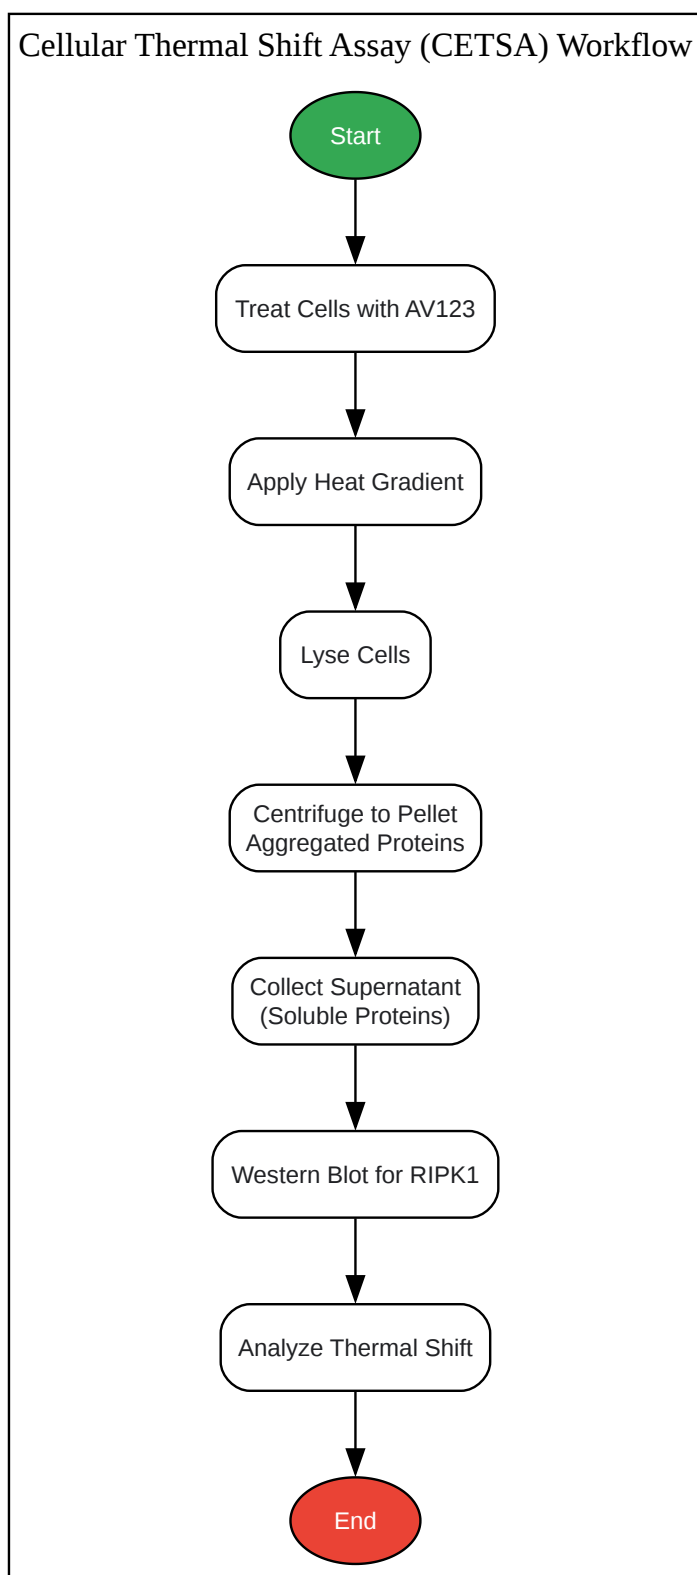 Cellular Thermal Shift Assay (CETSA) Workflow
Start
Treat Cells with AV123
Apply Heat Gradient
Lyse Cells
Centrifuge to Pellet
Aggregated Proteins
Collect Supernatant
(Soluble Proteins)
Western Blot for RIPK1
Analyze Thermal Shift
End